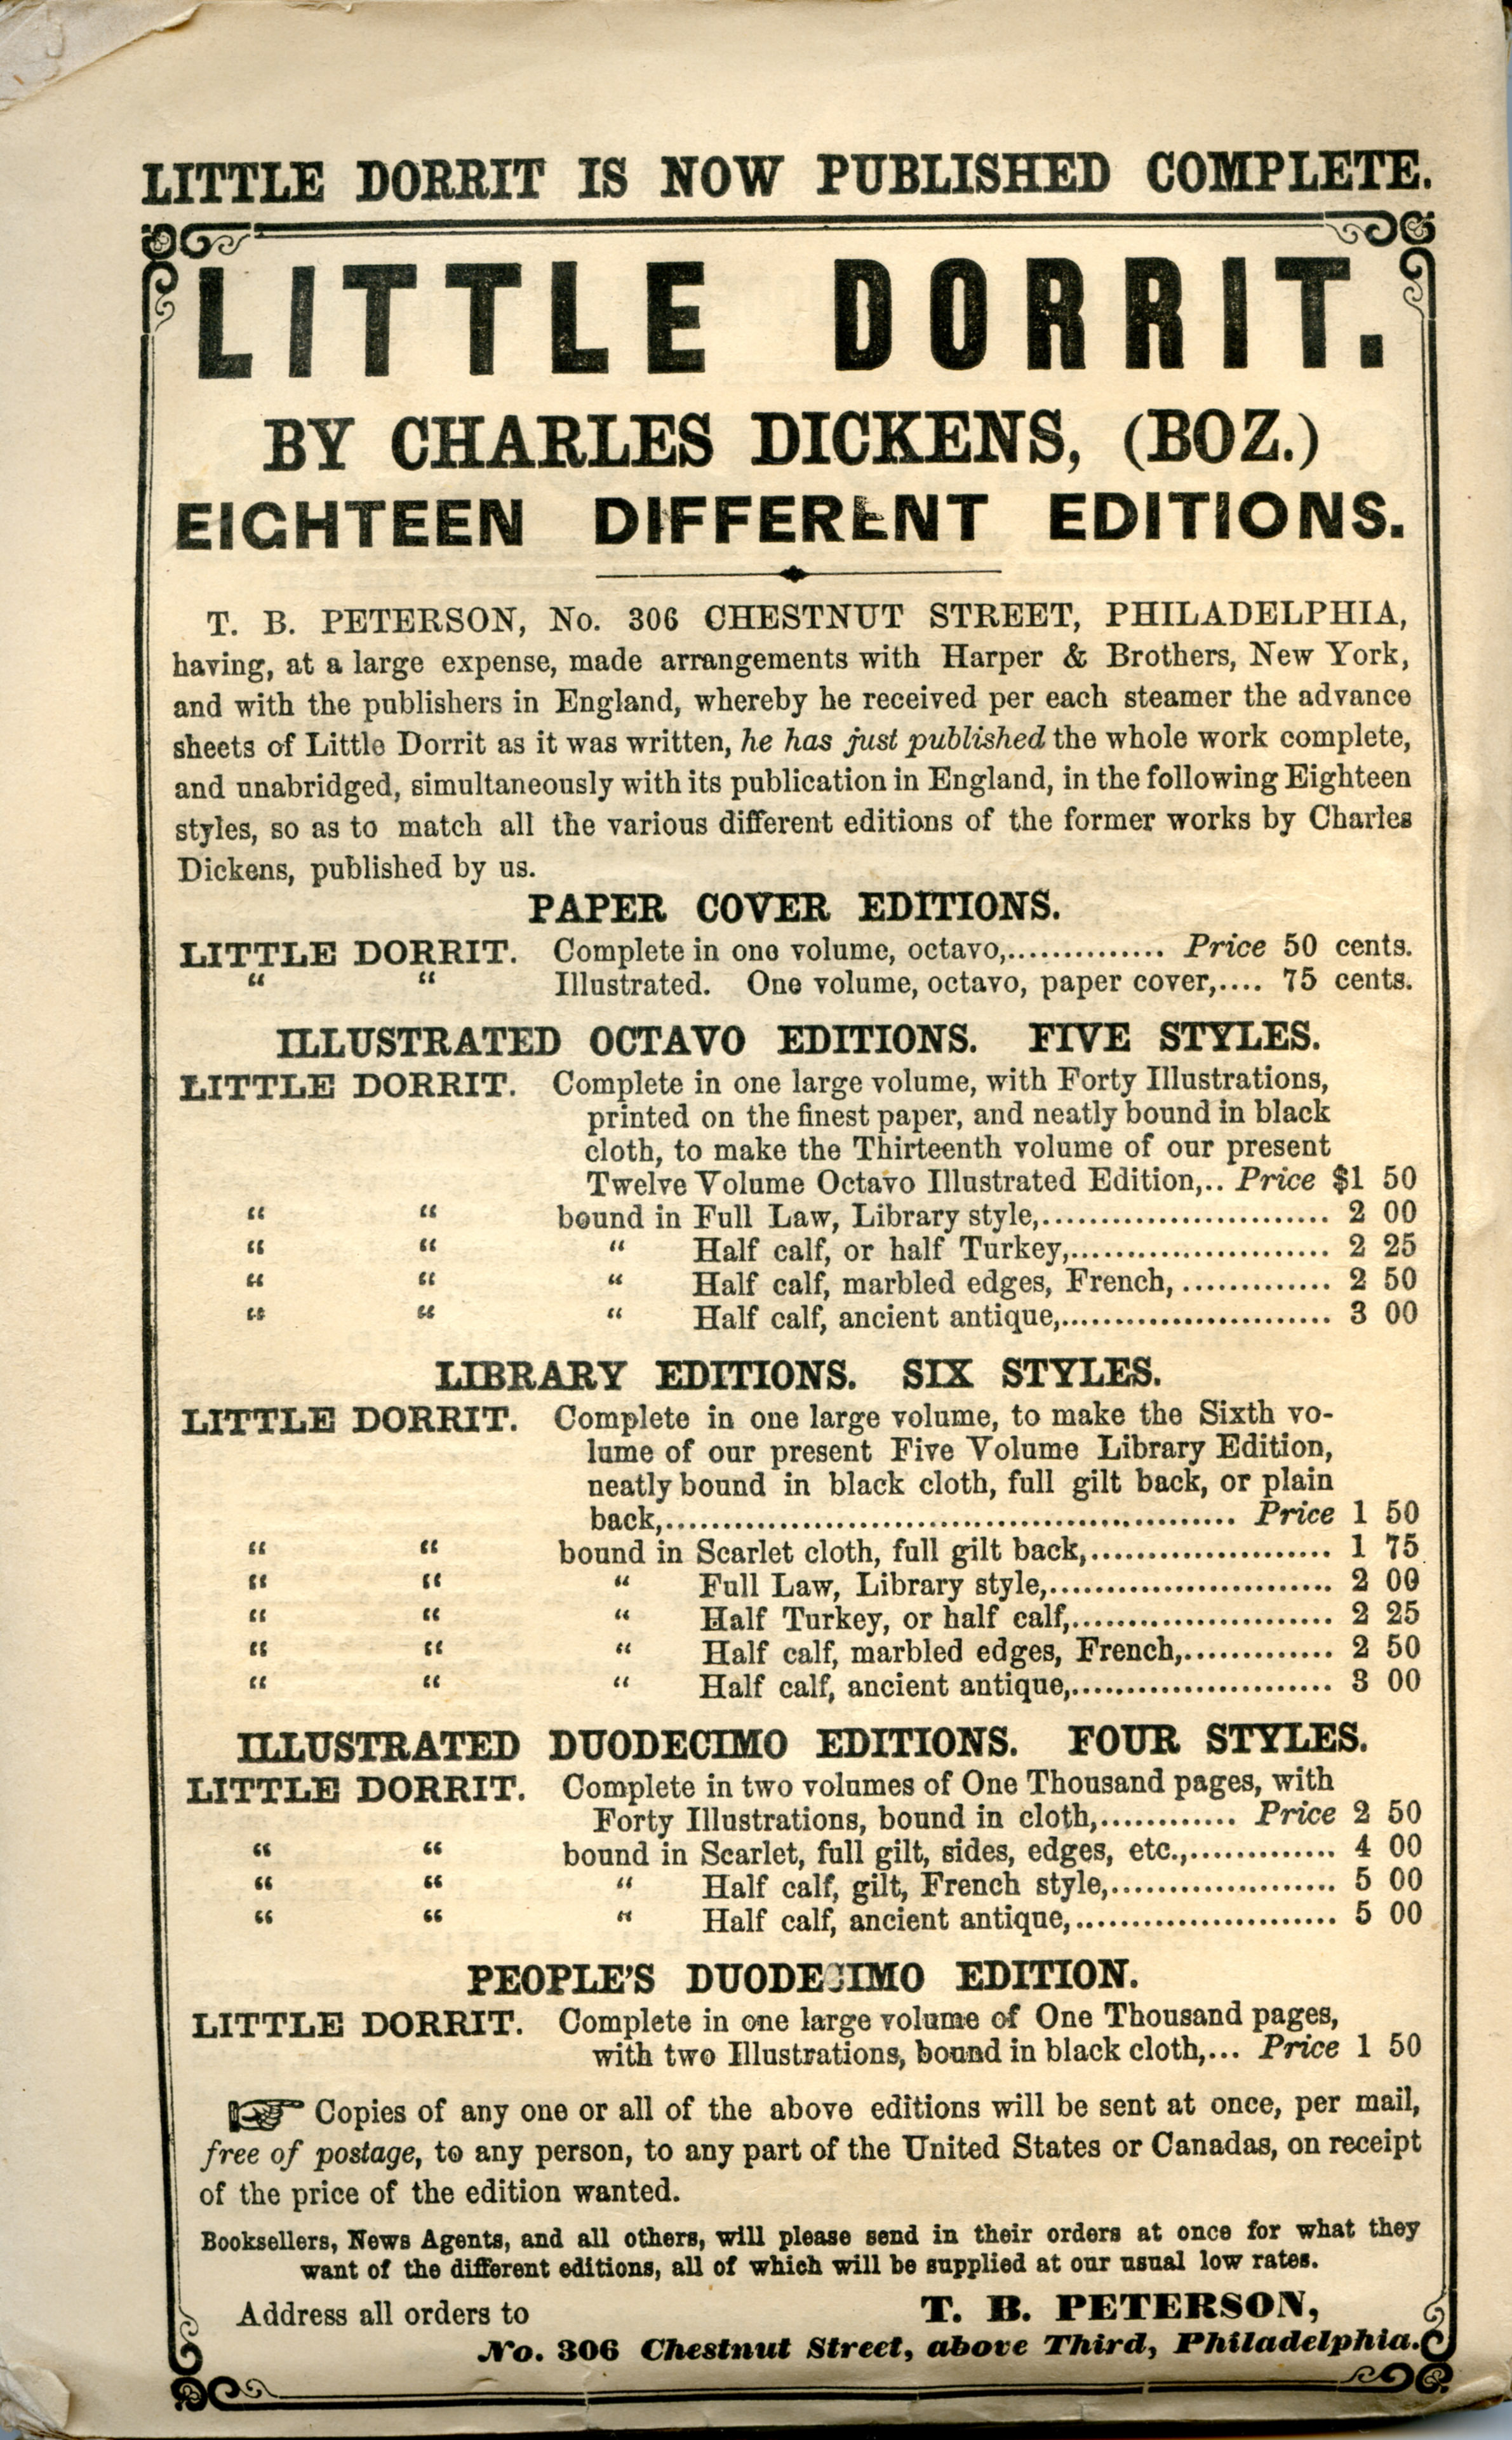 LITTLE DORRIT IS NOW PUBLISHED COMPLETE.
LITTLE DORRIT.
BY CHARLES DICKENS, (BOZ.)
EIGHTEEN DIFFERENT EDITIONS.
T. B. PETERSON, No. 306 CHESTNUT STREET, PHILADELPHIA,
having, at a large expense, made arrangements with Harper & Brothers, New York,
and with the publishers in England, whereby he received per each steamer the advance
sheets of Little Dorrit as it was written, he has just published the whole work complete,
and unabridged, simultaneously with its publication in England, in the following Eighteen
styles, so as to match all the various different editions of the former works by Charles
Dickens, published by us.
PAPER COVER EDITIONS.
LITTLE DORRIT. Complete in one volume, octavo,.............. Price 50 cents.
“ “ Illustrated. One volume, octavo, paper cover,.... 75 cents.
ILLUSTRATED OCTAVO EDITIONS. FIVE STYLES.
LITTLE DORRIT. Complete in one large volume, with Forty Illustrations,
printed on the finest paper, and neatly bound in black
cloth, to make the Thirteenth volume of our present
Twelve Volume Octavo Illustrated Edition,.. Price $1 50
“ “ bound in Full Law, Library style,.......................... 2 00
“ “ “ Half calf, or half Turkey,....................... 2 25
“ “ “ Half calf, marbled edges, French, ............. 2 50
“ “ “ Half calf, ancient antique,........................ 3 00
LIBRARY EDITIONS. SIX STYLES.
LITTLE DORRIT. Complete in one large volume, to make the Sixth vo-
lume of our present Five Volume Library Edition,
neatly bound in black cloth, full gilt back, or plain
back,.................................................. Price 1 50
“ “ bound in Scarlet cloth, full gilt back,...................... 1 75
“ “ “ Full Law, Library style,......................... 2 00
“ “ “ Half Turkey, or half calf,....................... 2 25
“ “ “ Half calf, marbled edges, French,............. 2 50
“ “ “ Half calf, ancient antique,....................... 3 00
ILLUSTRATED DUODECIMO EDITIONS. FOUR STYLES.
LITTLE DORRIT. Complete in two volumes of One Thousand pages, with
Forty Illustrations, bound in cloth,............ Price 2 50
“ “ bound in Scarlet, full gilt, sides, edges, etc.,............. 4 00
“ “ “ Half calf, gilt, French style,.................... 5 00
“ “ “ Half calf, ancient antique,....................... 5 00
PEOPLE'S DUODECIMO EDITION.
LITTLE DORRIT. Complete in one large volume of One Thousand pages,
with two Illustrations, bound in black cloth,... Price 1 50
☞ Copies of any one or all of the above editions will be sent at once, per mail,
free of postage, to any person, to any part of the United States or Canadas, on receipt
of the price of the edition wanted.
Booksellers, News Agents, and all others, will please send in their orders at once for what they
want of the different editions, all of which will be supplied at our usual low rates.
Address all orders to T. B. PETERSON,
No. 306 Chestnut Street, above Third, Philadelphia.